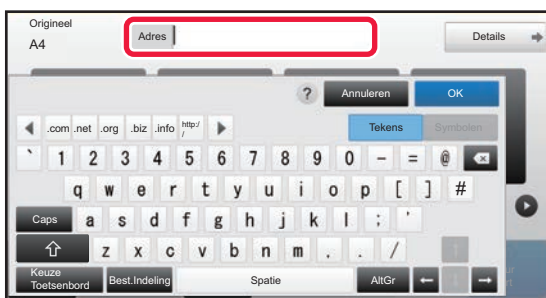 Origineel
A4
Adres
Details
?
Annuleren
OK
.com .net .org .biz .info http://
Tekens
Symbolen
` 1 2 3 4 5 6 7 8 9 0 - = @
q w e r t y u i o p [ ] #
Caps a s d f g h j k l ; '
z x c v b n m , . /
Keuze
Toetsenbord
Best.Indeling
Spatie
AltGr